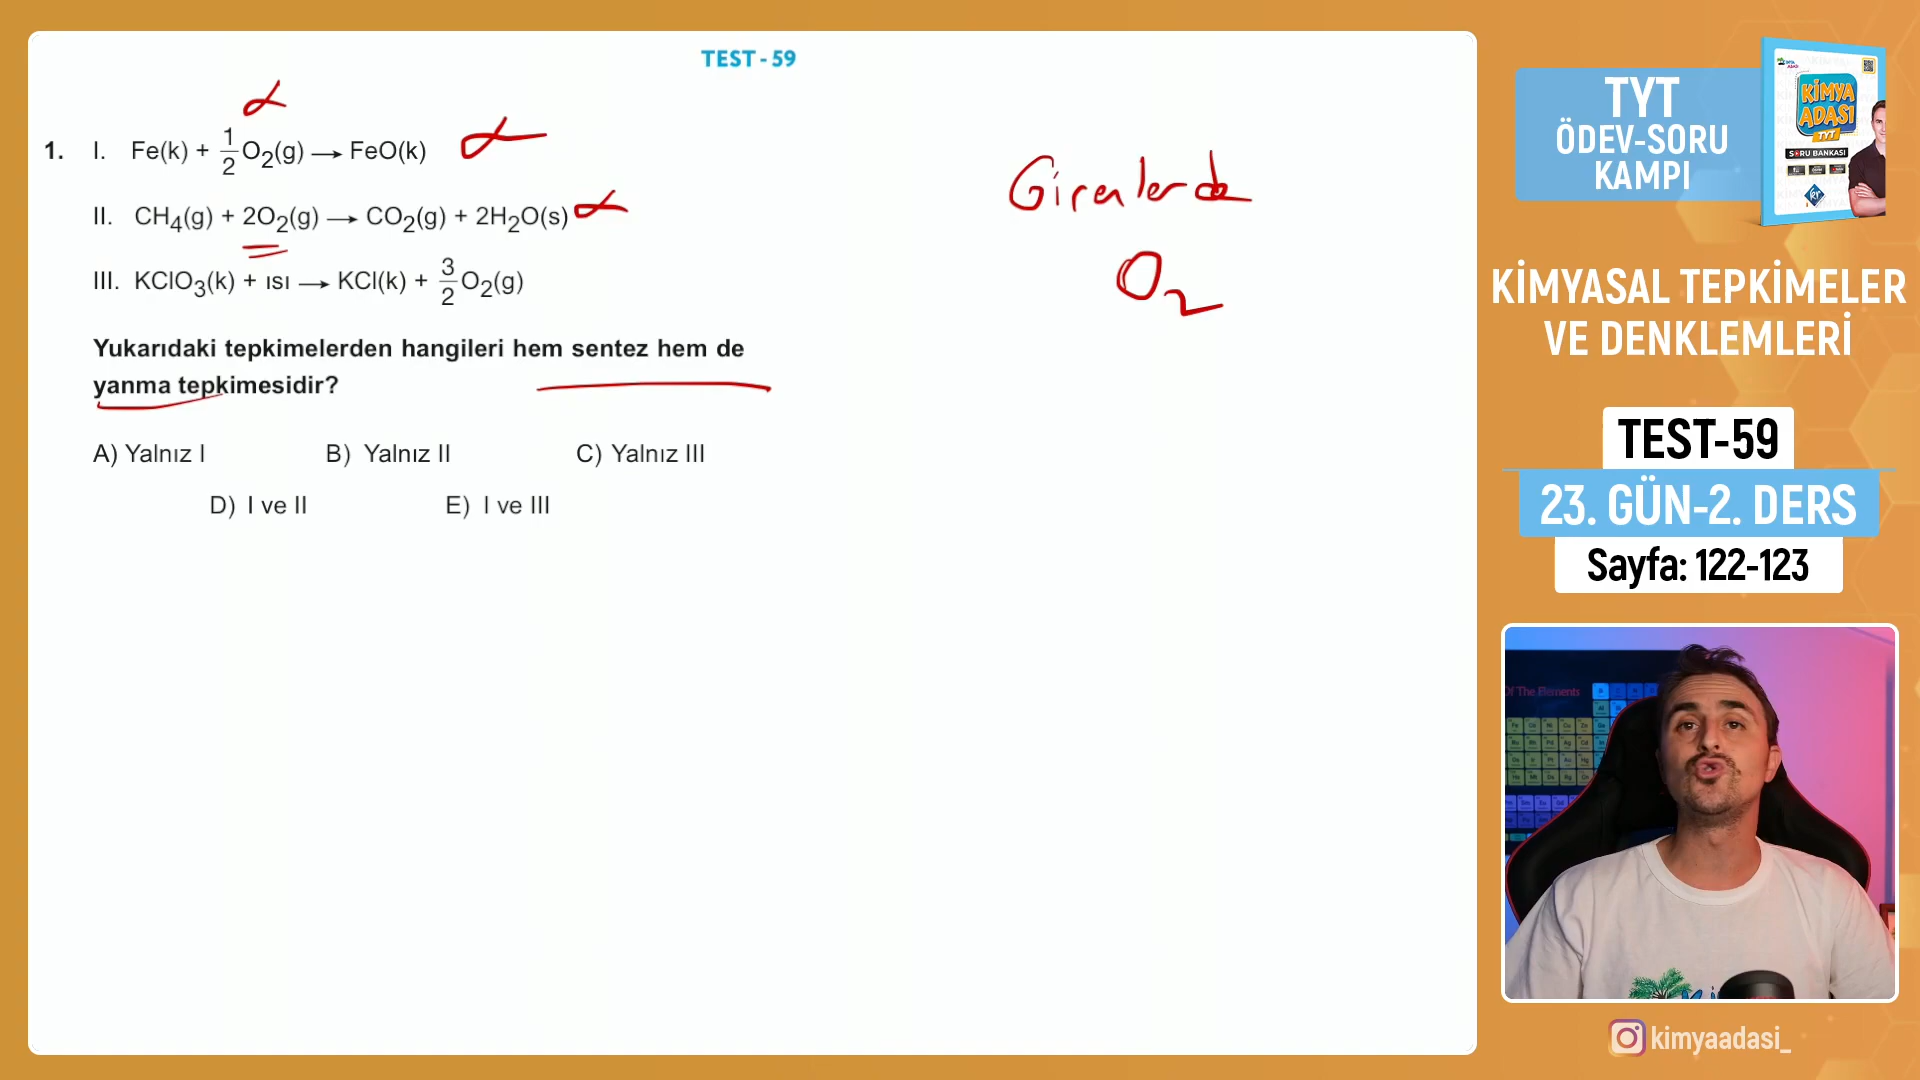 TEST - 59
1. I. Fe(k) + 1/2 O₂(g) → FeO(k)
II. CH₄(g) + 2O₂(g) → CO₂(g) + 2H₂O(s)
III. KClO₃(k) + ısı → KCl(k) + 3/2 O₂(g)
Yukarıdaki tepkimelerden hangileri hem sentez hem de
yanma tepkimesidir?
A) Yalnız I B) Yalnız II C) Yalnız III
D) I ve II E) I ve III
Girenlerde
O₂
TYT
ÖDEV-SORU
KAMPI
KİMYA
ADASI
TYT
SORU BANKASI
KİMYASAL TEPKİMELER
VE DENKLEMLERİ
TEST-59
23. GÜN-2. DERS
Sayfa: 122-123
Of The Elements
kimyaadasi_